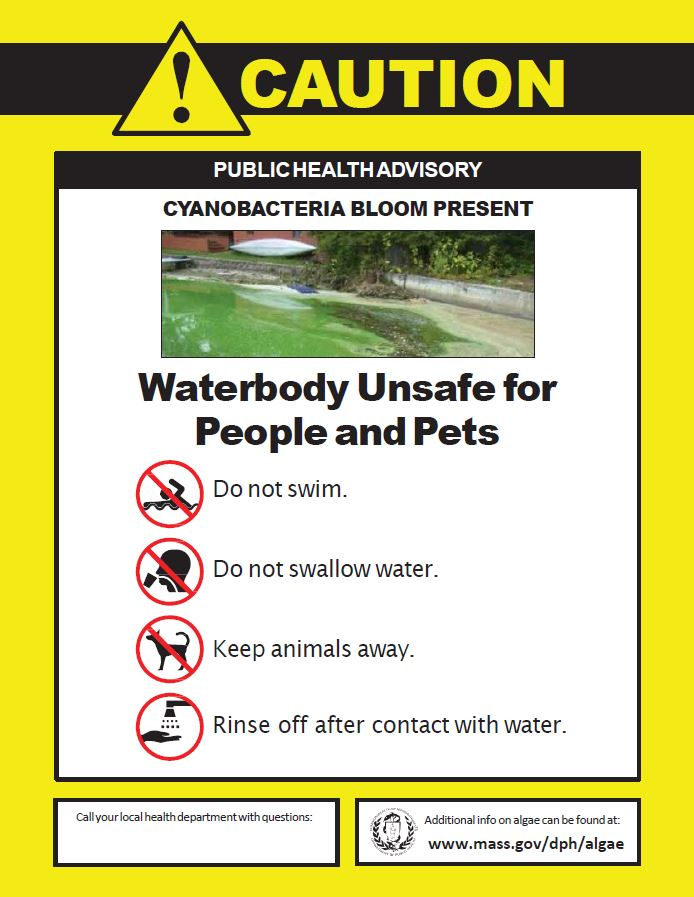 CAUTION
PUBLIC HEALTH ADVISORY
CYANOBACTERIA BLOOM PRESENT
Waterbody Unsafe for
People and Pets
Do not swim.
Do not swallow water.
Keep animals away.
Rinse off after contact with water.
Call your local health department with questions:
Additional info on algae can be found at:
www.mass.gov/dph/algae